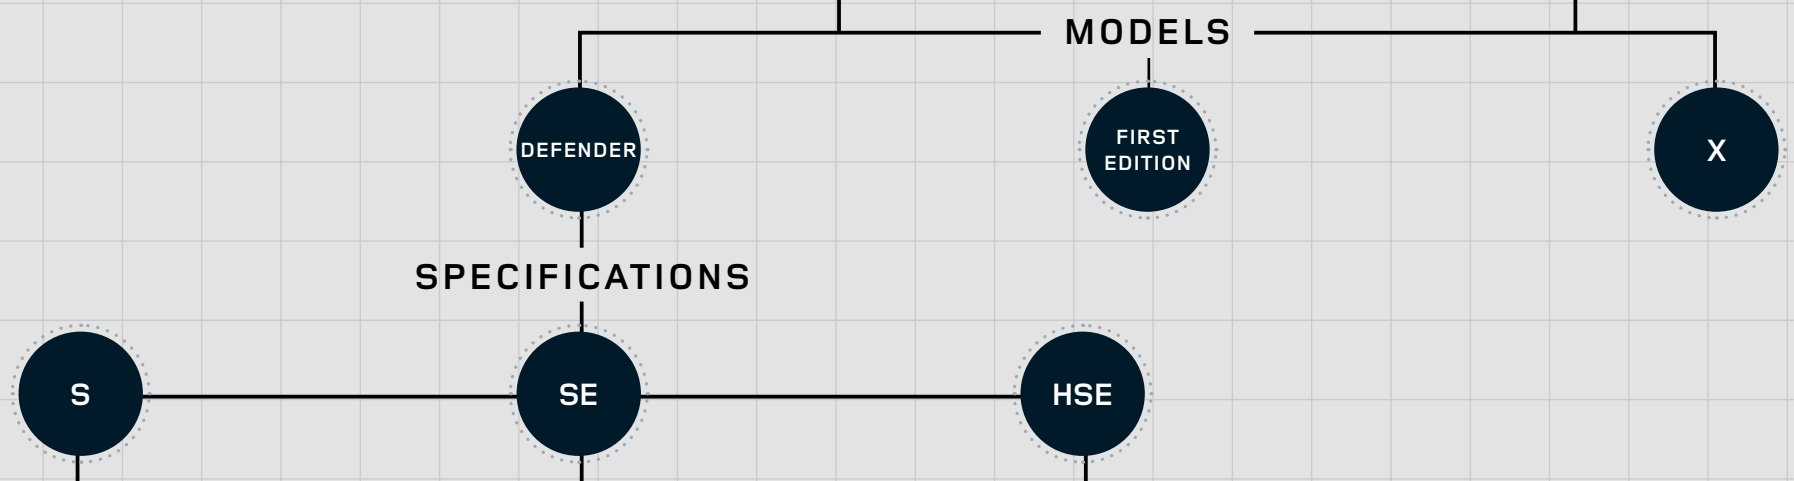 MODELS
DEFENDER
FIRST
EDITION
X
SPECIFICATIONS
S
SE
HSE